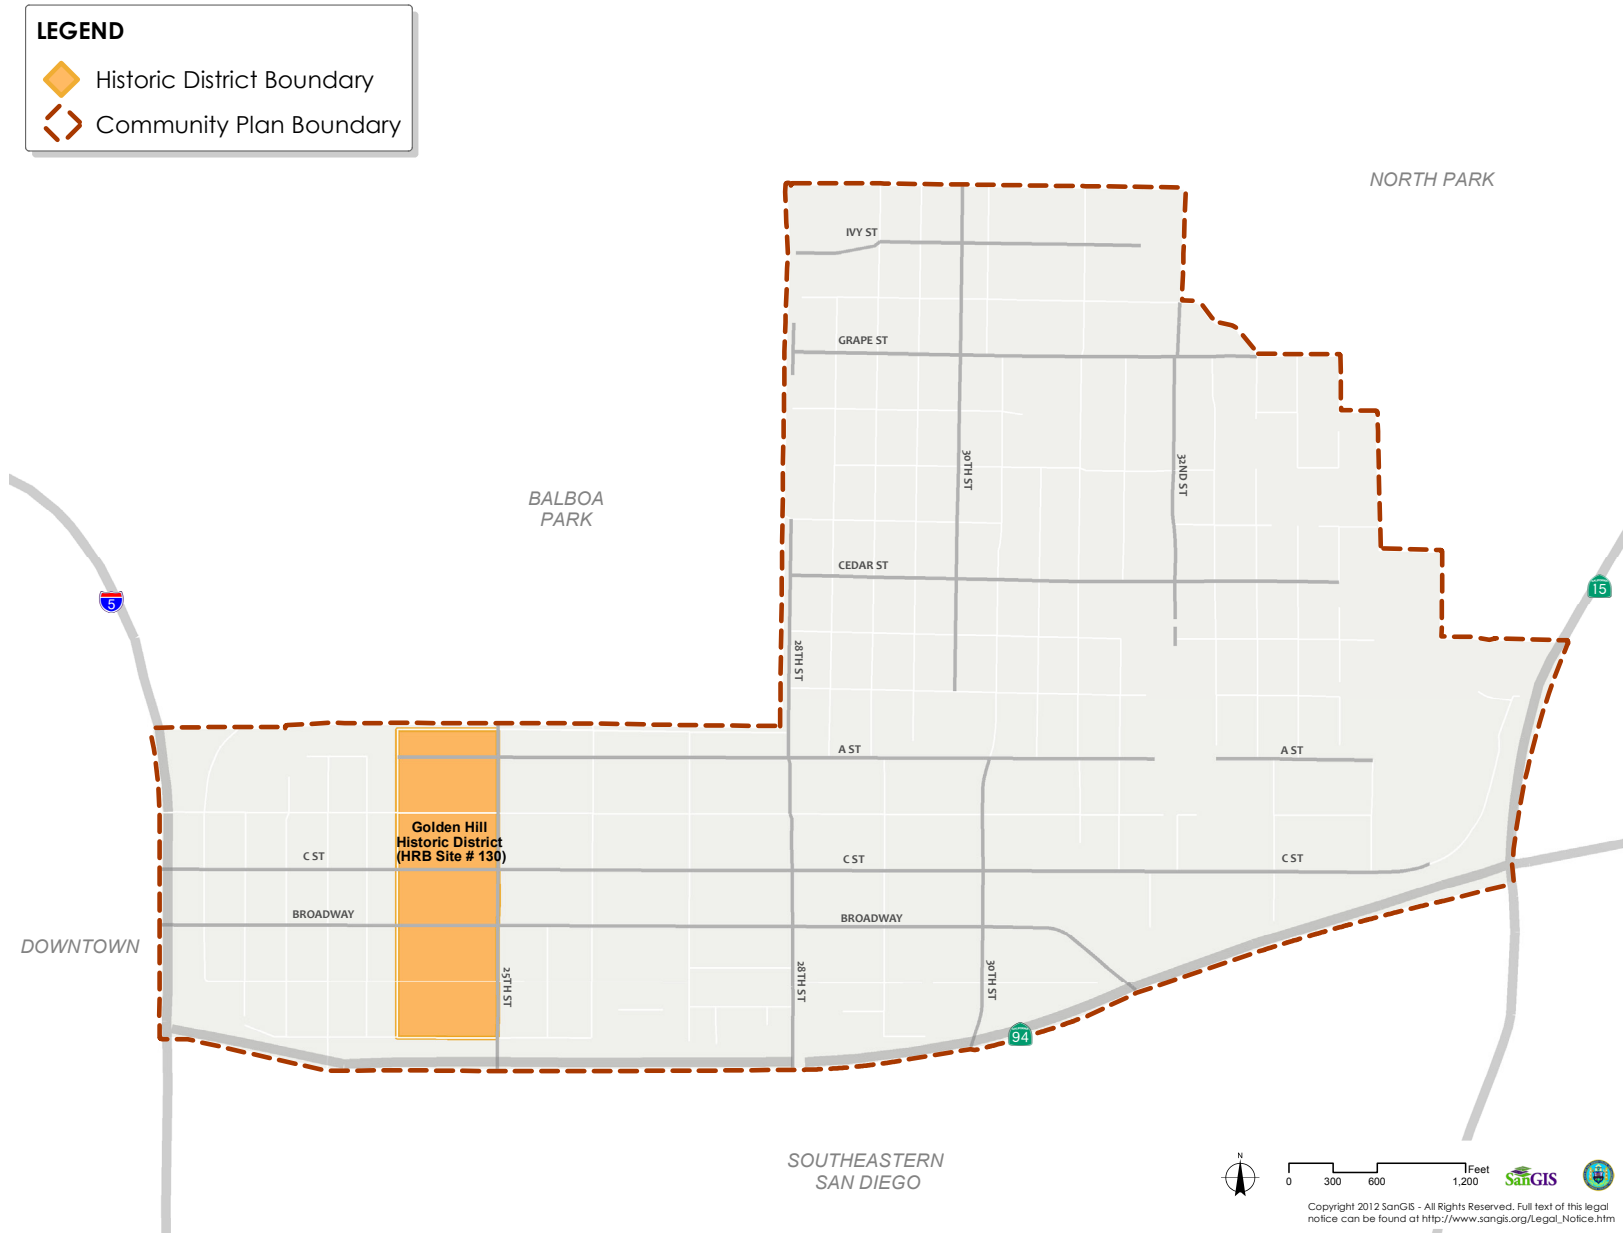 LEGEND
Historic District Boundary
Community Plan Boundary
NORTH PARK
IVY ST
GRAPE ST
30TH ST
32ND ST
BALBOA
PARK
CEDAR ST
5
15
28TH ST
A ST
A ST
Golden Hill
Historic District
(HRB Site # 130)
C ST
C ST
C ST
BROADWAY
BROADWAY
DOWNTOWN
25TH ST
28TH ST
30TH ST
94
SOUTHEASTERN
SAN DIEGO
N
Feet
0 300 600 1,200
SanGIS
Copyright 2012 SanGIS - All Rights Reserved. Full text of this legal
notice can be found at http://www.sangis.org/Legal_Notice.htm